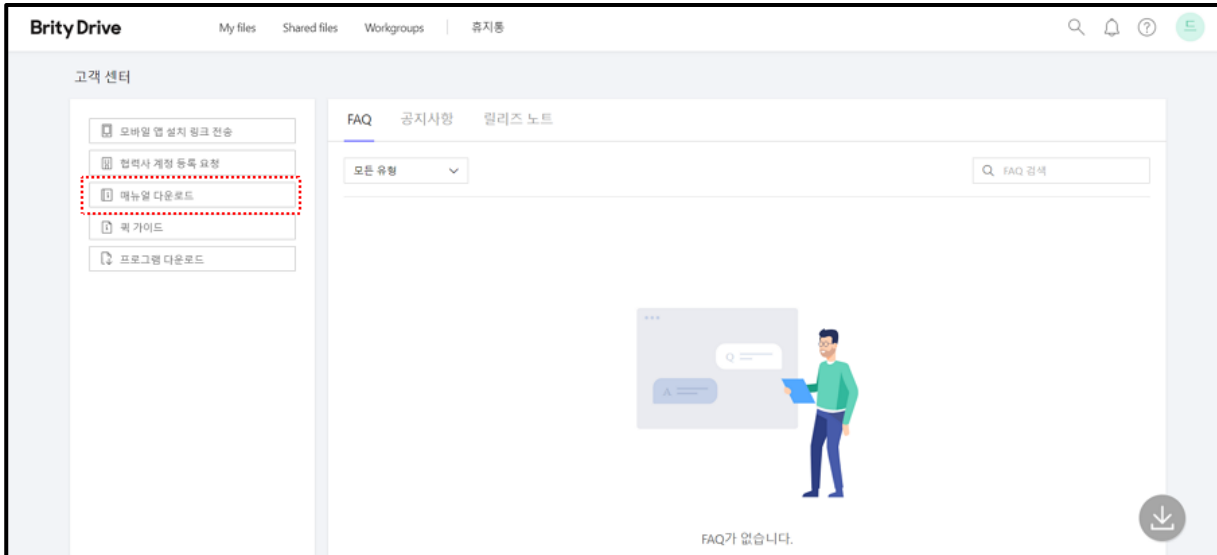 Brity Drive My files Shared files Workgroups 휴지통 드
고객 센터
모바일 앱 설치 링크 전송
협력사 계정 등록 요청
매뉴얼 다운로드
퀵 가이드
프로그램 다운로드
FAQ 공지사항 릴리즈 노트
모든 유형 FAQ 검색
Q
A
FAQ가 없습니다.